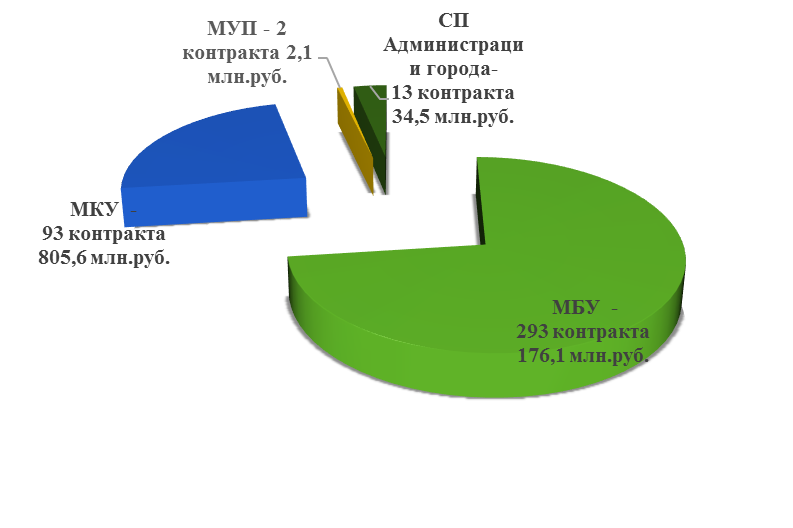 МУП - 2
контракта 2,1
млн.руб.
СП
Администраци
и города-
13 контракта
34,5 млн.руб.
МКУ -
93 контракта
805,6 млн.руб.
МБУ -
293 контракта
176,1 млн.руб.